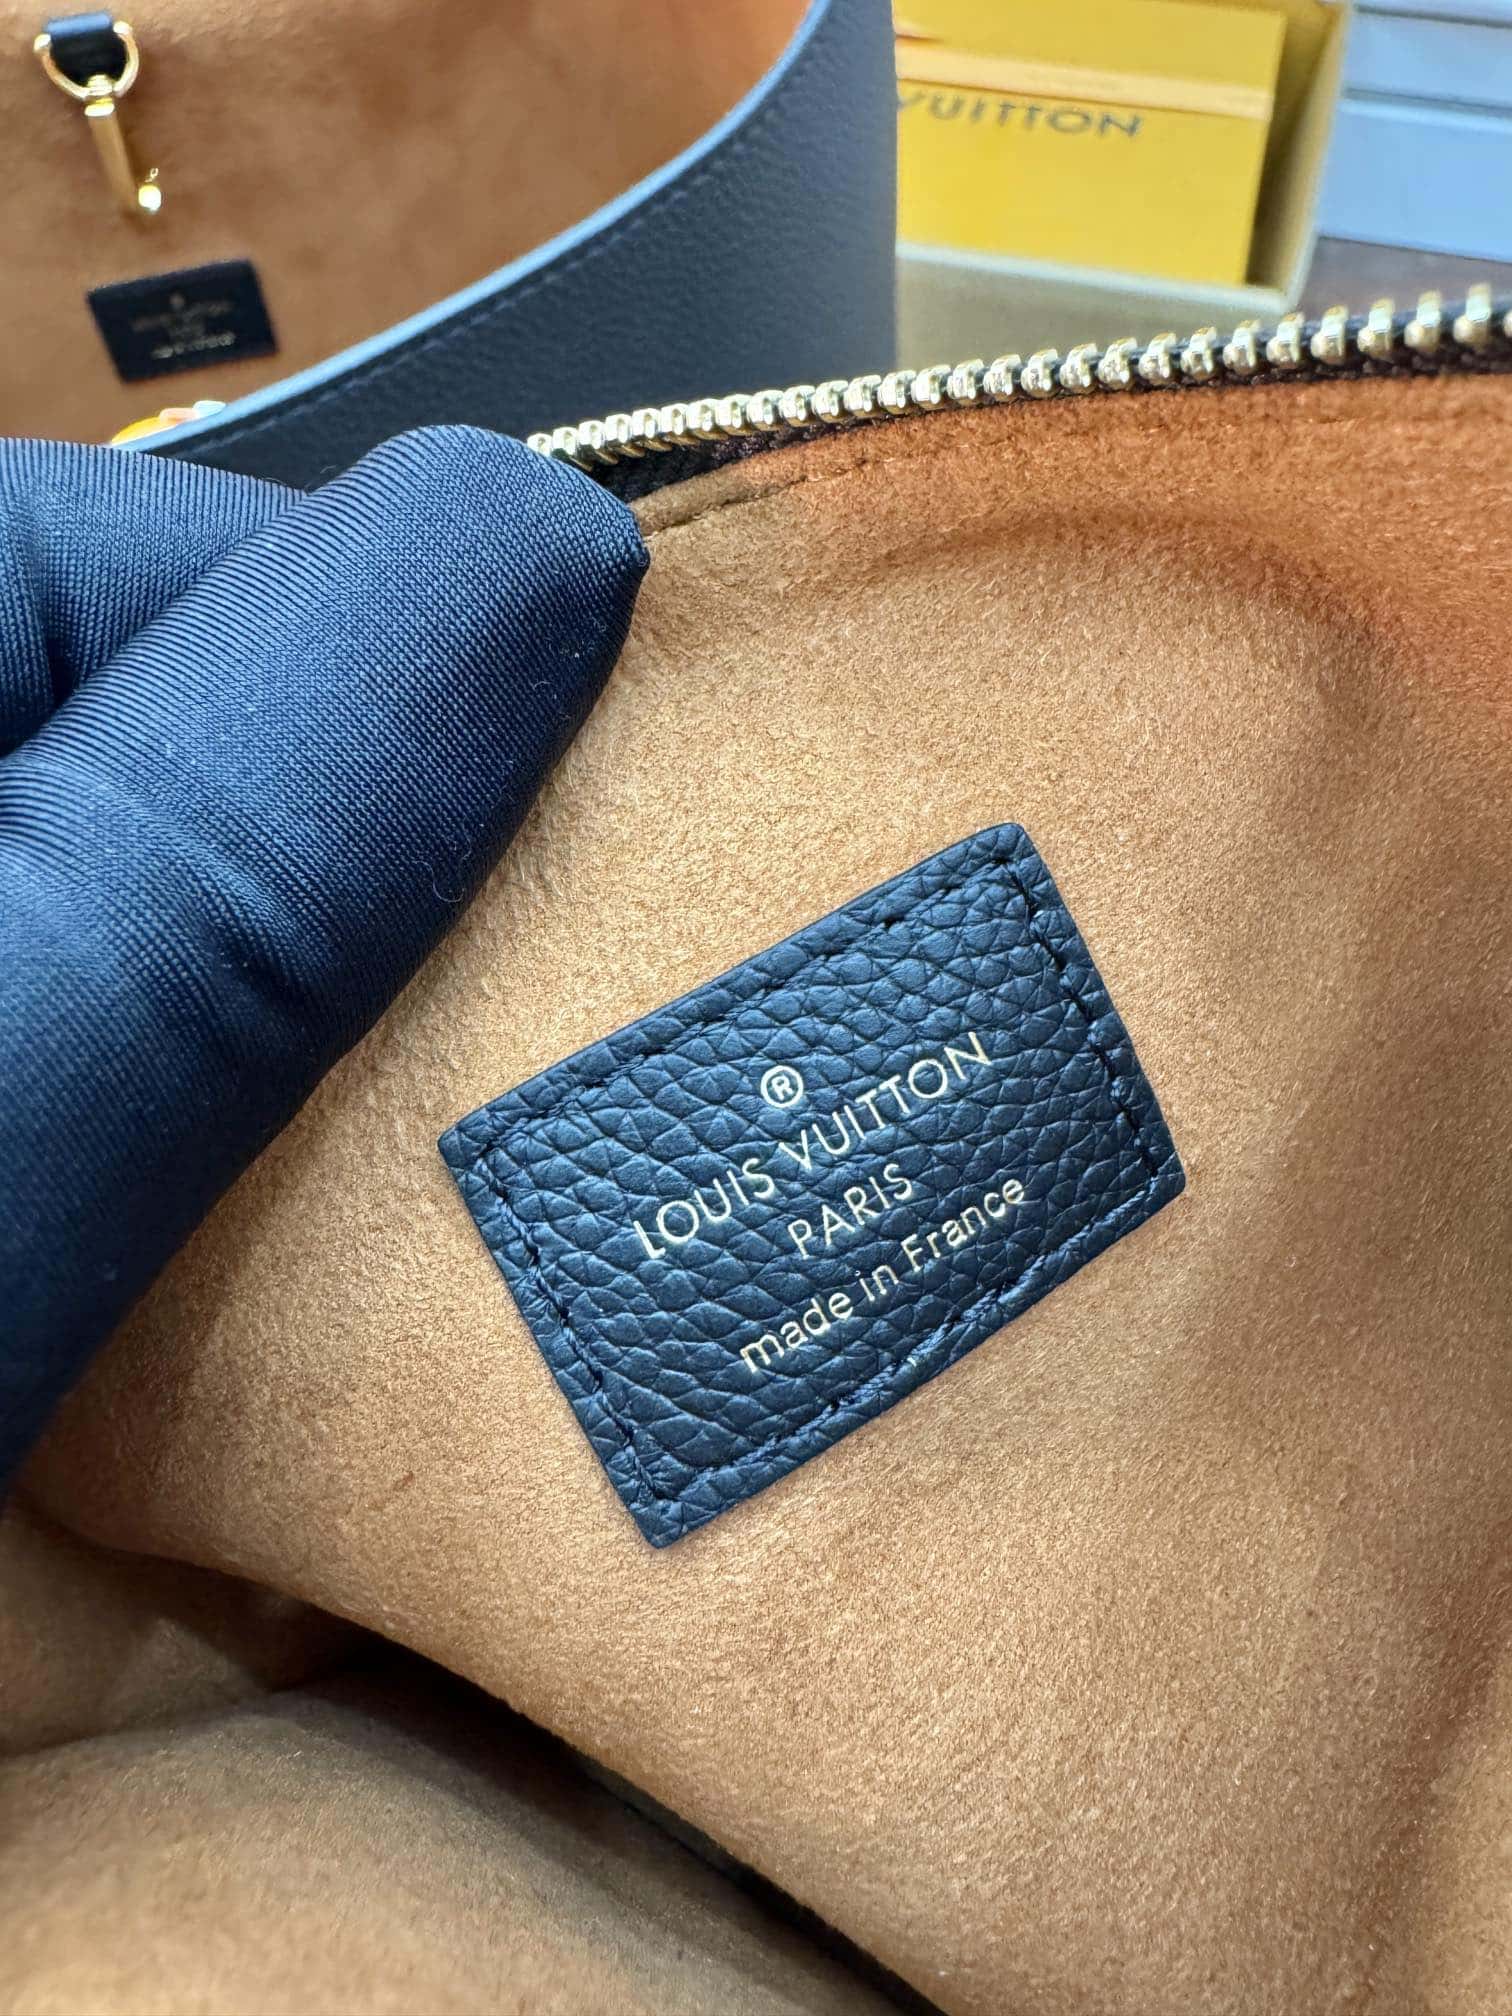 VUITTON
®
LOUIS VUITTON
PARIS
made in France